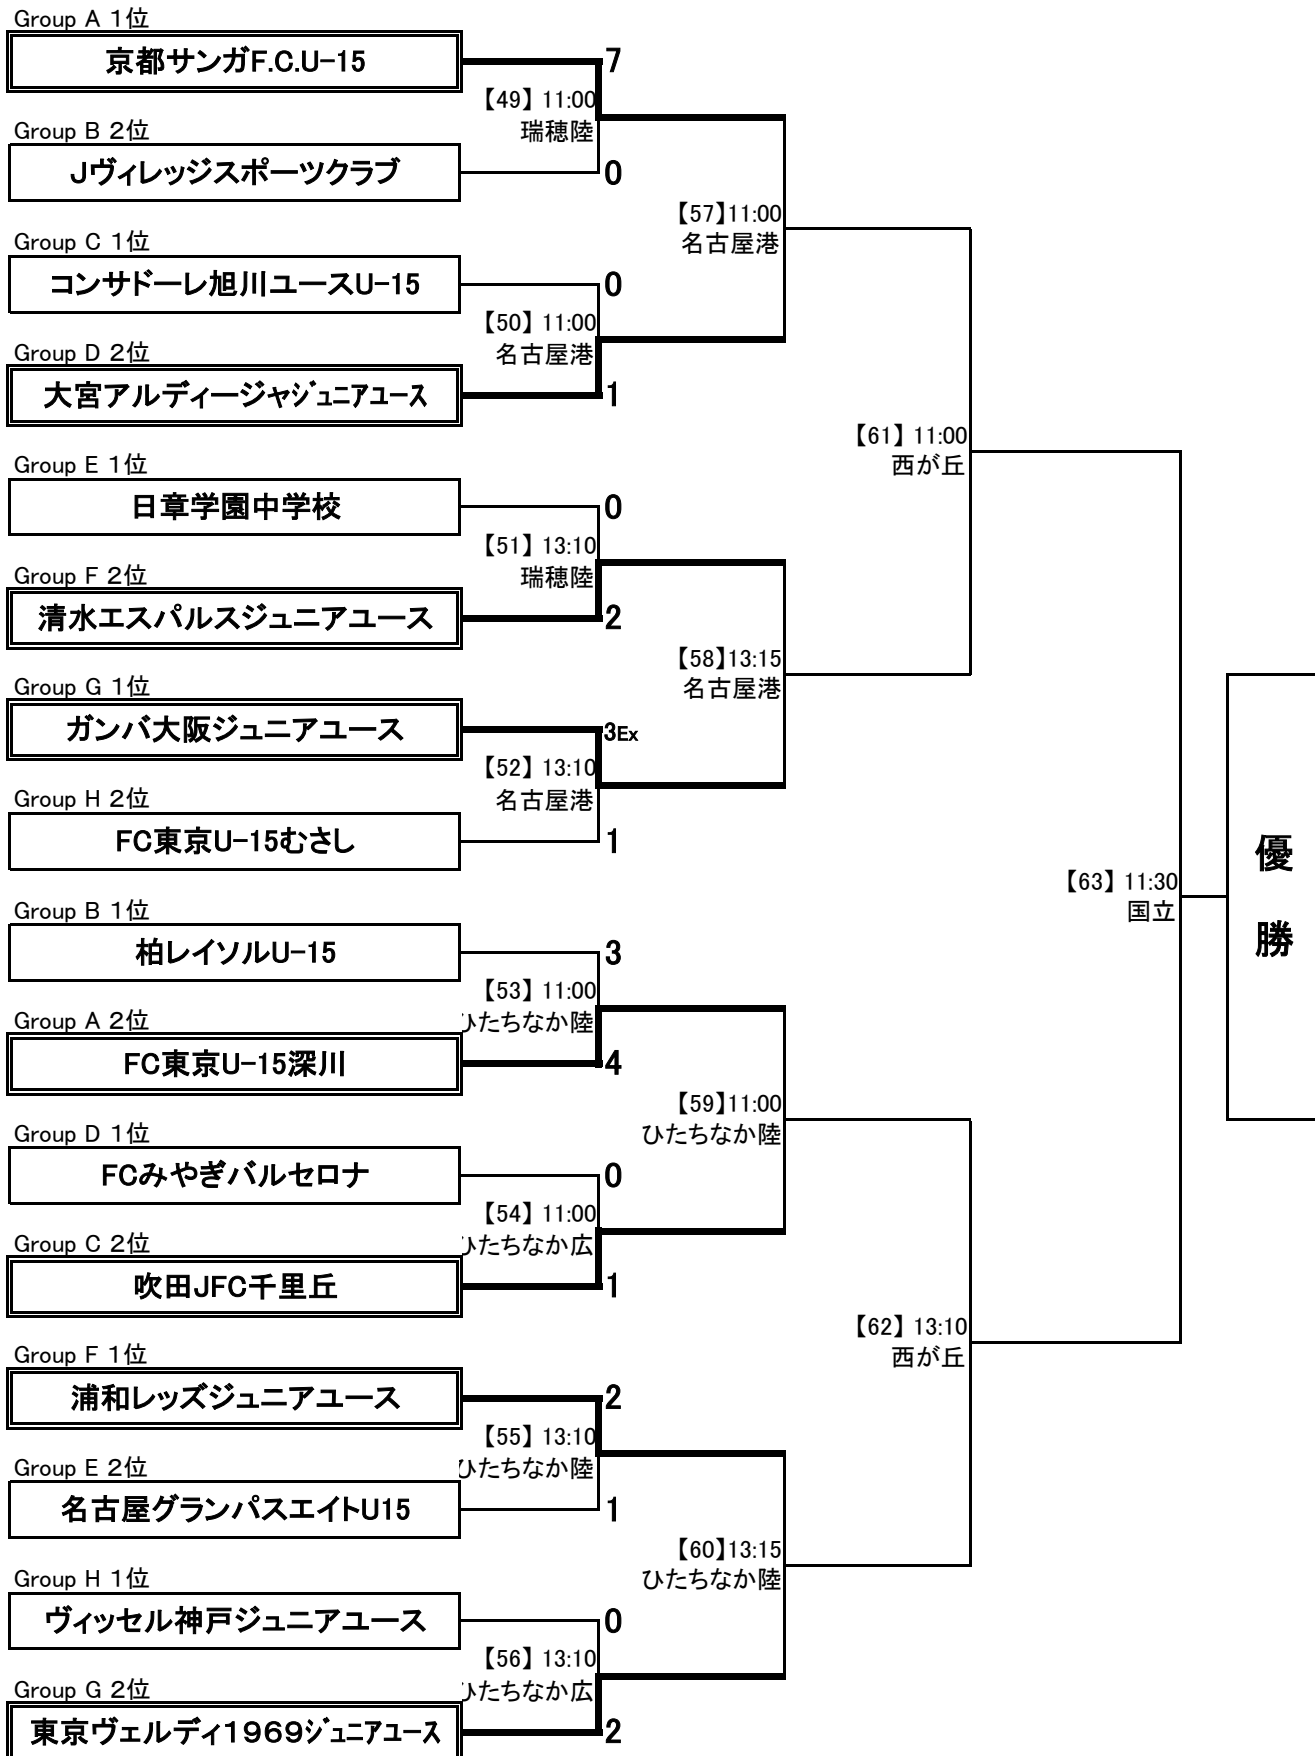 Group A 1位
京都サンガF.C.U-15
7
【49】 11:00
瑞穂陸
Group B 2位
Jヴィレッジスポーツクラブ
0
【57】11:00
名古屋港
Group C 1位
コンサドーレ旭川ユースU-15
0
【50】 11:00
名古屋港
Group D 2位
大宮アルディージャジュニアユース
1
【61】 11:00
西が丘
Group E 1位
日章学園中学校
0
【51】 13:10
瑞穂陸
Group F 2位
清水エスパルスジュニアユース
2
【58】13:15
名古屋港
Group G 1位
ガンバ大阪ジュニアユース
3Ex
【52】 13:10
名古屋港
Group H 2位
FC東京U-15むさし
1
【63】 11:30
国立
優
勝
Group B 1位
柏レイソルU-15
3
【53】 11:00
ひたちなか陸
Group A 2位
FC東京U-15深川
4
【59】11:00
ひたちなか陸
Group D 1位
FCみやぎバルセロナ
0
【54】 11:00
ひたちなか広
Group C 2位
吹田JFC千里丘
1
【62】 13:10
西が丘
Group F 1位
浦和レッズジュニアユース
2
【55】 13:10
ひたちなか陸
Group E 2位
名古屋グランパスエイトU15
1
【60】13:15
ひたちなか陸
Group H 1位
ヴィッセル神戸ジュニアユース
0
【56】 13:10
ひたちなか広
Group G 2位
東京ヴェルディ1969ジュニアユース
2